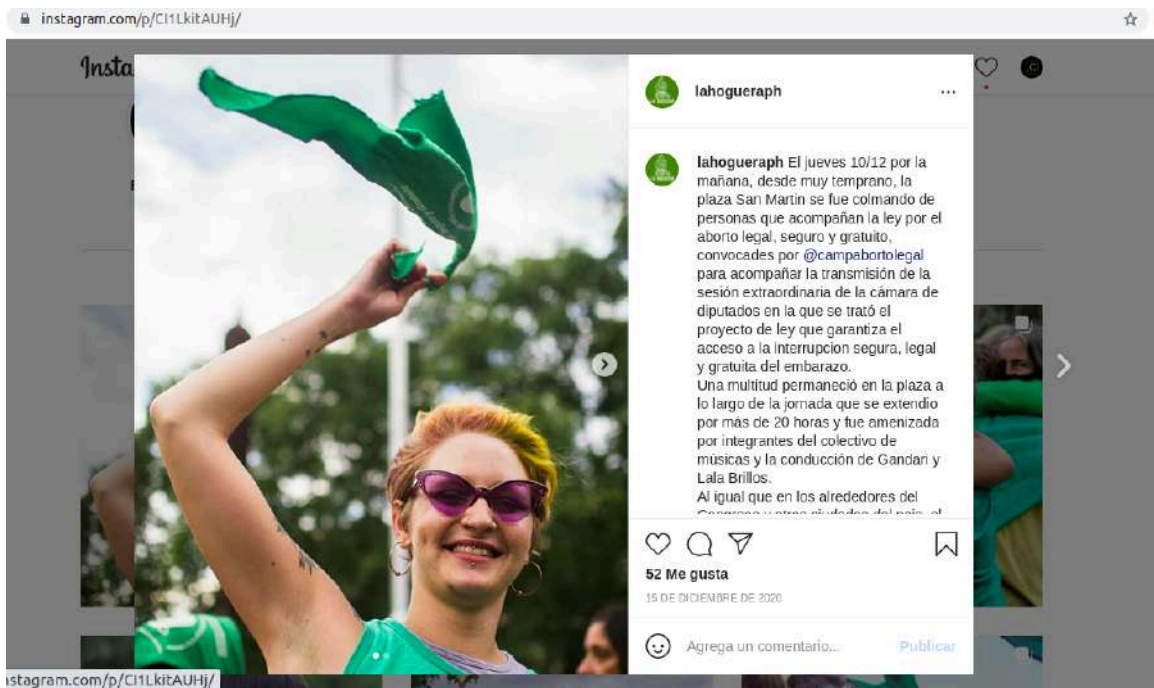 instagram.com/p/CI1LkitAUHj/
Insta
lahogueraph
lahogueraph El jueves 10/12 por la
mañana, desde muy temprano, la
plaza San Martin se fue colmando de
personas que acompañan la ley por el
aborto legal, seguro y gratuito,
convocades por @campabortolegal
para acompañar la transmisión de la
sesión extraordinaria de la cámara de
diputados en la que se trató el
proyecto de ley que garantiza el
acceso a la interrupcion segura, legal
y gratuita del embarazo.
Una multitud permaneció en la plaza a
lo largo de la jornada que se extendio
por más de 20 horas y fue amenizada
por integrantes del colectivo de
músicas y la conducción de Gandari y
Lala Brillos.
Al igual que en los alrededores del
Congreso y otras ciudades del pais, el
52 Me gusta
15 DE DICIEMBRE DE 2020
Agrega un comentario...
Publicar
nstagram.com/p/CI1LkitAUHj/